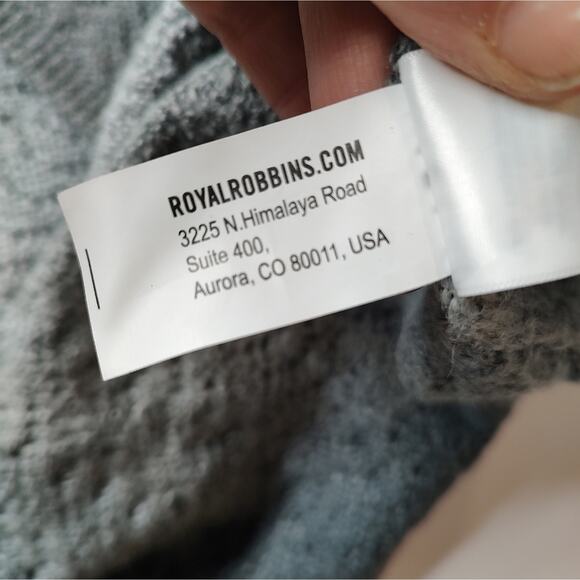 ROYALROBBINS.COM
3225 N.Himalaya Road
Suite 400,
Aurora, CO 80011, USA